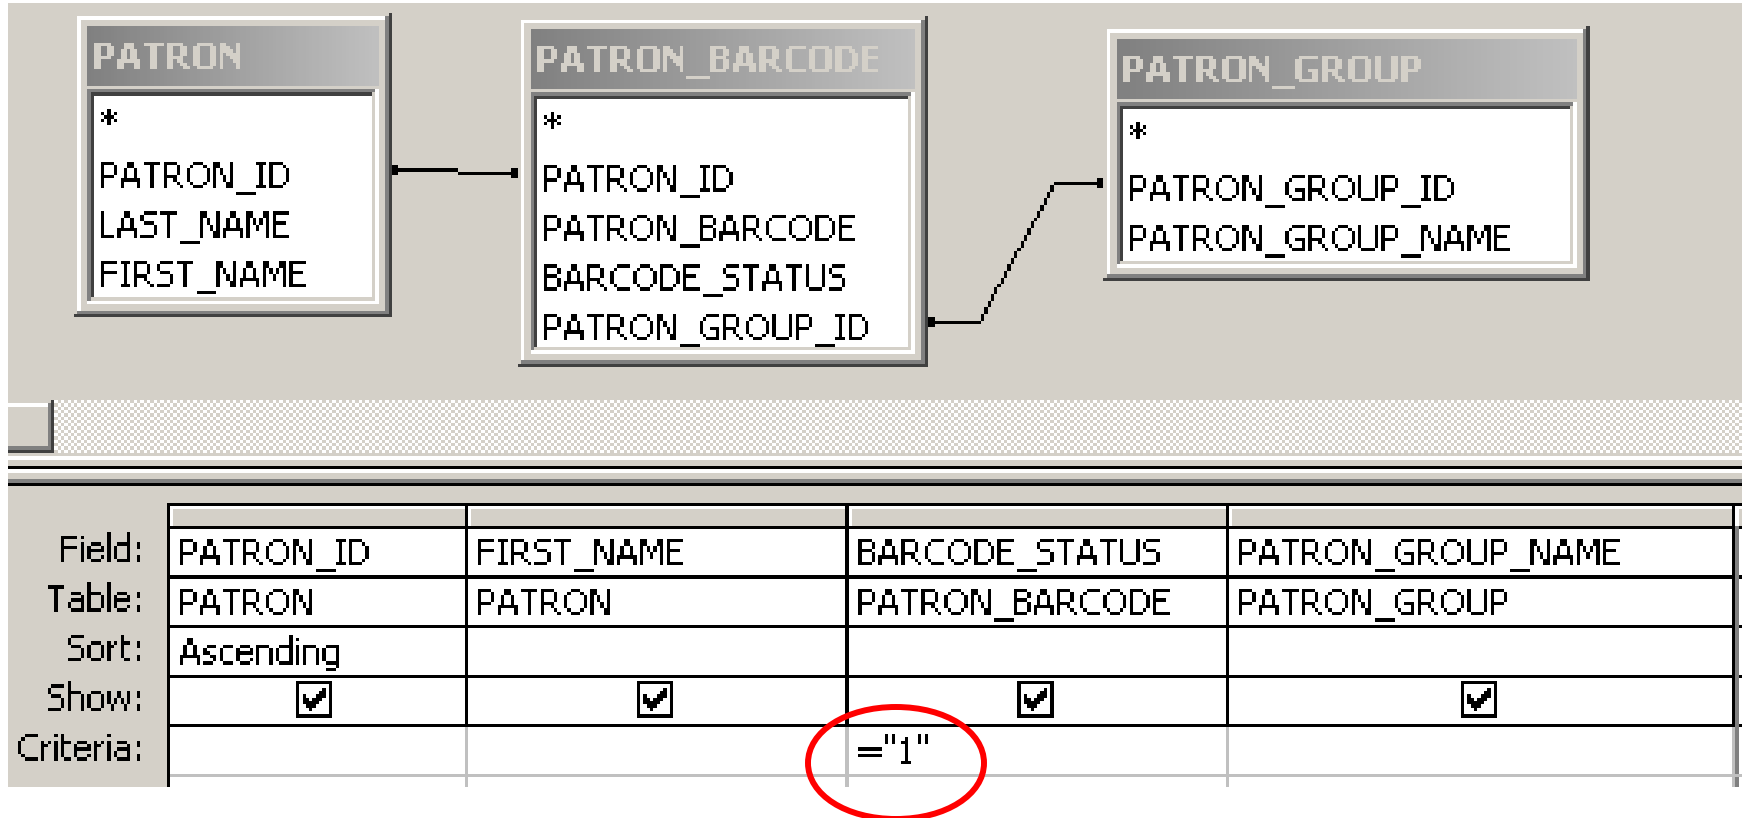 PATRON
*
PATRON_ID
LAST_NAME
FIRST_NAME
PATRON_BARCODE
*
PATRON_ID
PATRON_BARCODE
BARCODE_STATUS
PATRON_GROUP_ID
PATRON_GROUP
*
PATRON_GROUP_ID
PATRON_GROUP_NAME
Field: PATRON_ID FIRST_NAME BARCODE_STATUS PATRON_GROUP_NAME
Table: PATRON PATRON PATRON_BARCODE PATRON_GROUP
Sort: Ascending
Show:
Criteria: ="1"